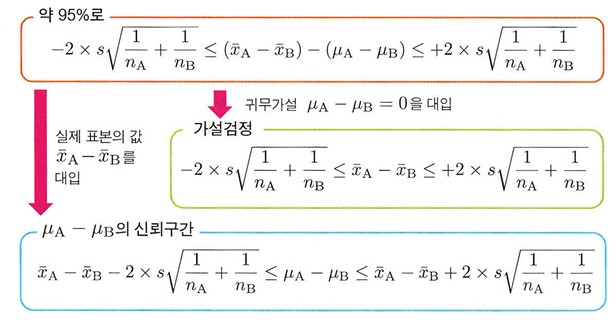 약 95%로
$-2 \times s\sqrt{\frac{1}{n_A}+\frac{1}{n_B}} \leq (\bar{x}_A - \bar{x}_B) - (\mu_A - \mu_B) \leq +2 \times s\sqrt{\frac{1}{n_A}+\frac{1}{n_B}}$
귀무가설 $\mu_A - \mu_B = 0$을 대입
실제 표본의 값
$\bar{x}_A - \bar{x}_B$를
대입
가설검정
$-2 \times s\sqrt{\frac{1}{n_A}+\frac{1}{n_B}} \leq \bar{x}_A - \bar{x}_B \leq +2 \times s\sqrt{\frac{1}{n_A}+\frac{1}{n_B}}$
$\mu_A - \mu_B$의 신뢰구간
$\bar{x}_A - \bar{x}_B - 2 \times s\sqrt{\frac{1}{n_A}+\frac{1}{n_B}} \leq \mu_A - \mu_B \leq \bar{x}_A - \bar{x}_B + 2 \times s\sqrt{\frac{1}{n_A}+\frac{1}{n_B}}$